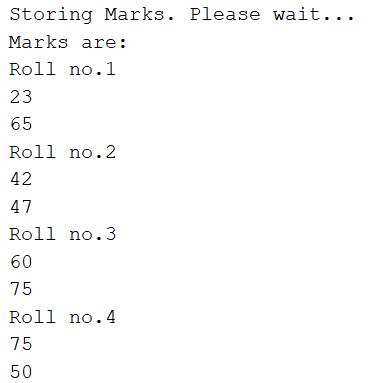 Storing Marks. Please wait...
Marks are:
Roll no.1
23
65
Roll no.2
42
47
Roll no.3
60
75
Roll no.4
75
50